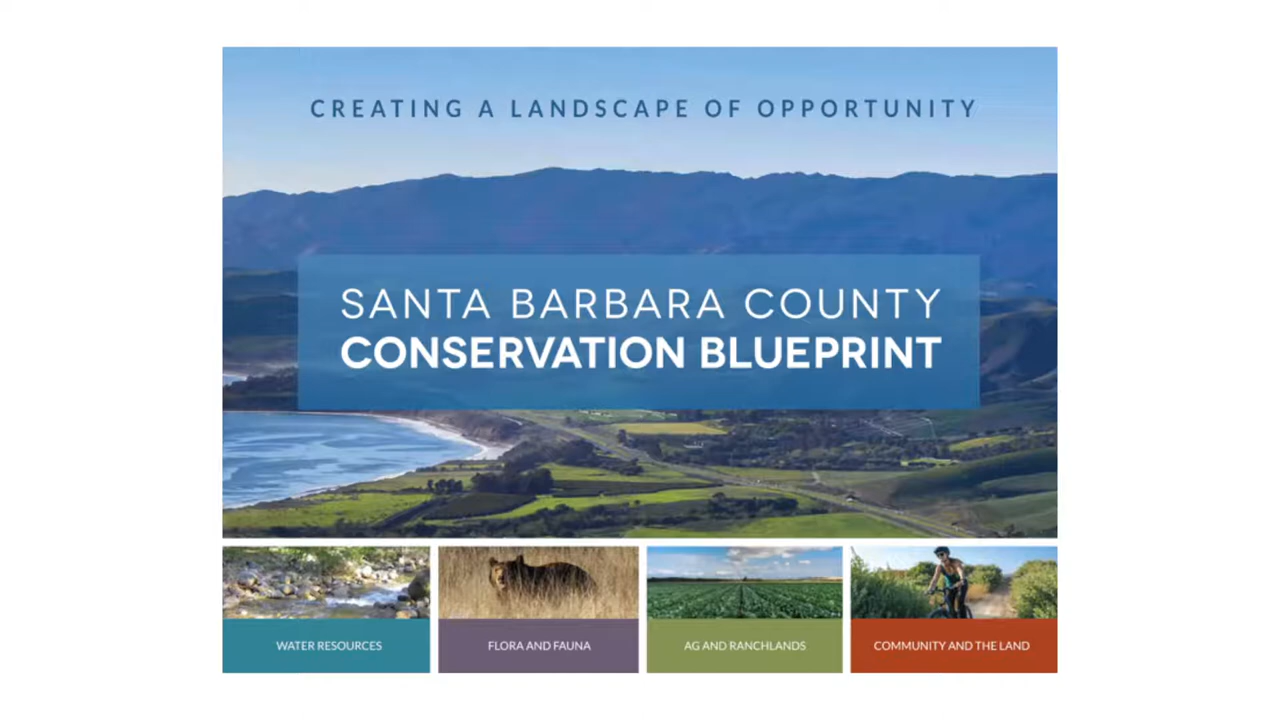 CREATING A LANDSCAPE OF OPPORTUNITY
SANTA BARBARA COUNTY
CONSERVATION BLUEPRINT
WATER RESOURCES
FLORA AND FAUNA
AG AND RANCHLANDS
COMMUNITY AND THE LAND